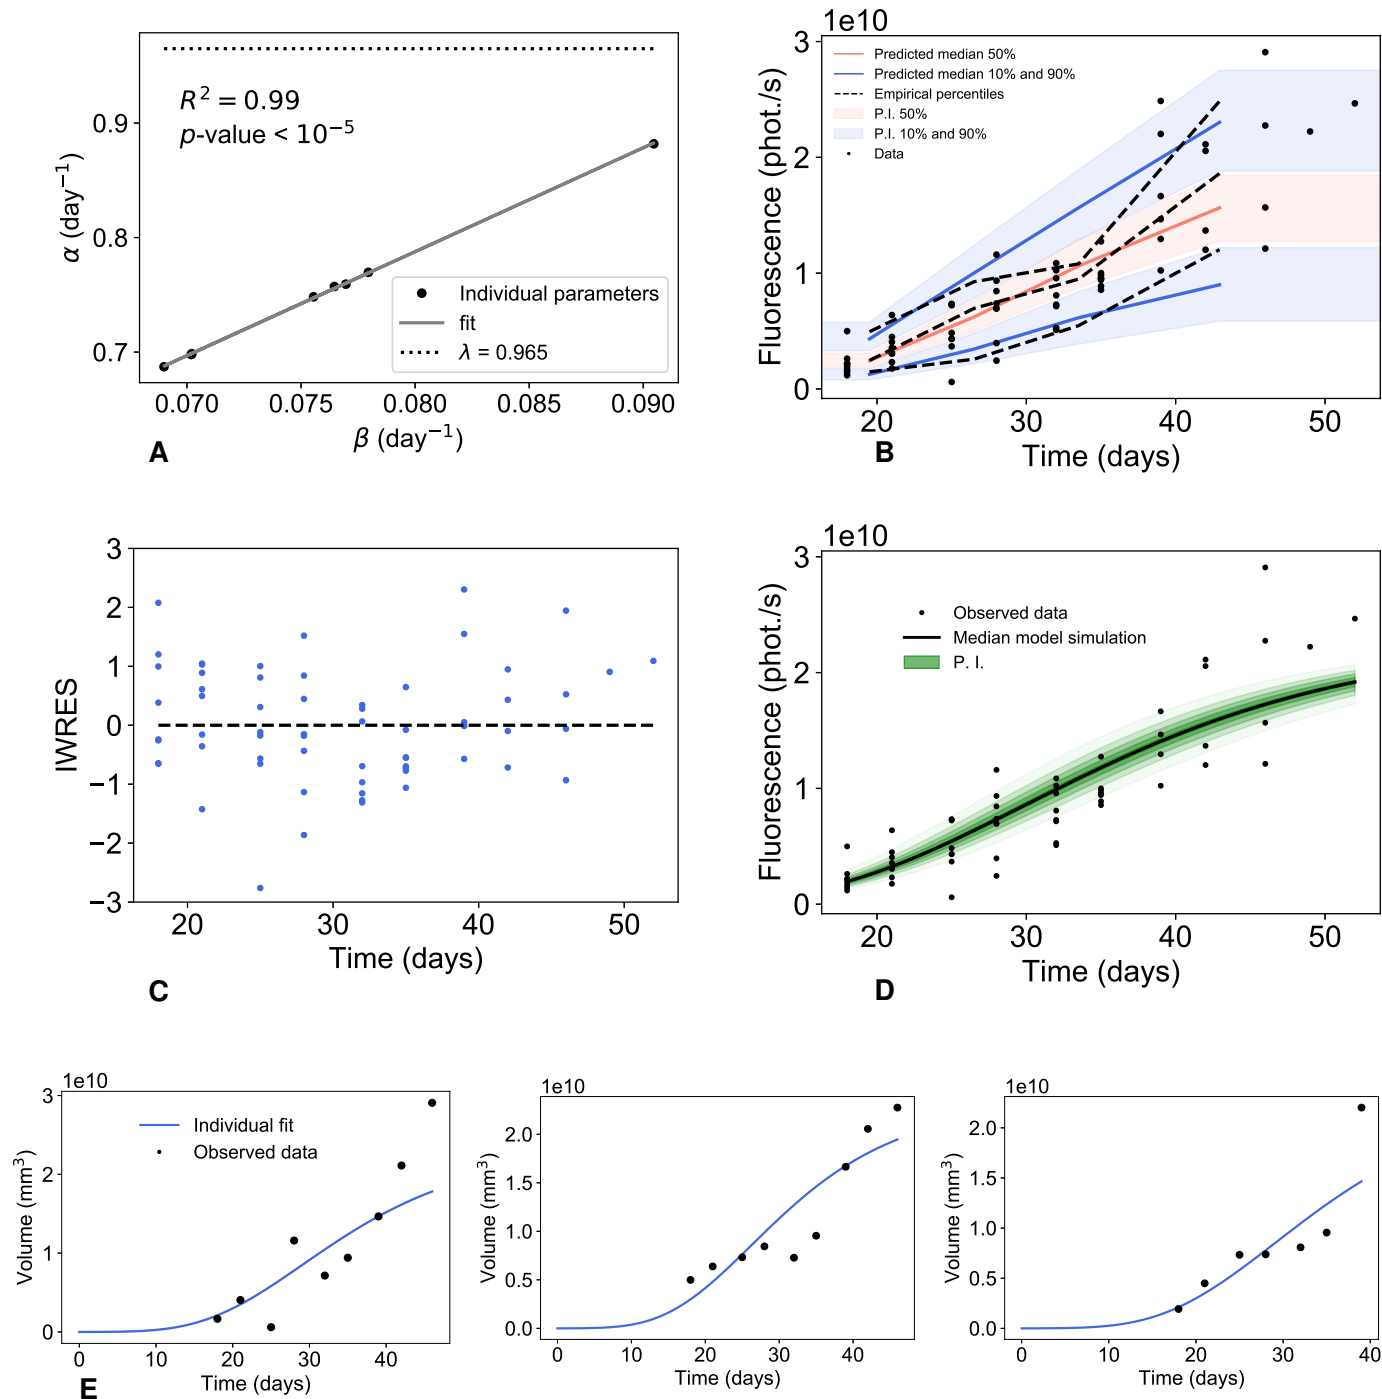 R² = 0.99
p-value < 10⁻⁵
0.9
0.8
0.7
α (day⁻¹)
Individual parameters
fit
λ = 0.965
0.070 0.075 0.080 0.085 0.090
β (day⁻¹)
A
1e10
3
2
1
0
Fluorescence (phot./s)
Predicted median 50%
Predicted median 10% and 90%
Empirical percentiles
P.I. 50%
P.I. 10% and 90%
Data
20 30 40 50
Time (days)
B
3
2
1
0
−1
−2
−3
IWRES
20 30 40 50
Time (days)
C
1e10
3
2
1
0
Fluorescence (phot./s)
Observed data
Median model simulation
P. I.
20 30 40 50
Time (days)
D
1e10
3
2
1
0
Volume (mm³)
Individual fit
Observed data
0 10 20 30 40
Time (days)
E
1e10
2.0
1.5
1.0
0.5
0.0
Volume (mm³)
0 10 20 30 40
Time (days)
1e10
2.0
1.5
1.0
0.5
0.0
Volume (mm³)
0 10 20 30 40
Time (days)